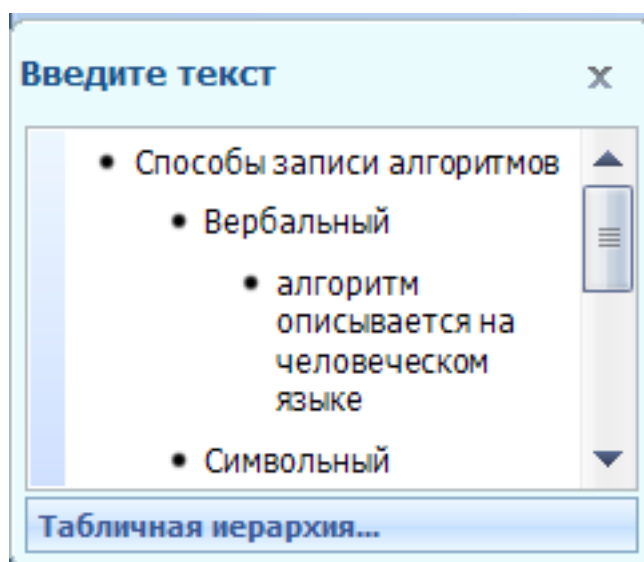 Введите текст
Способы записи алгоритмов
Вербальный
алгоритм
описывается на
человеческом
языке
Символьный
Табличная иерархия...